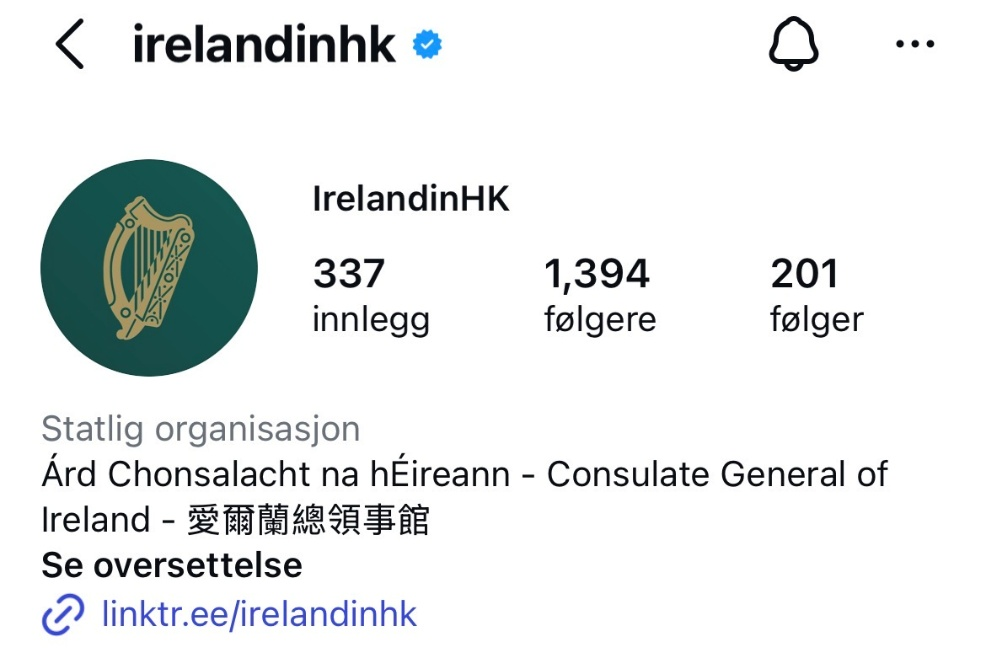 irelandinhk
IrelandinHK
337 1,394 201
innlegg følgere følger
Statlig organisasjon
Árd Chonsalacht na hÉireann - Consulate General of
Ireland - 愛爾蘭總領事館
Se oversettelse
linktr.ee/irelandinhk